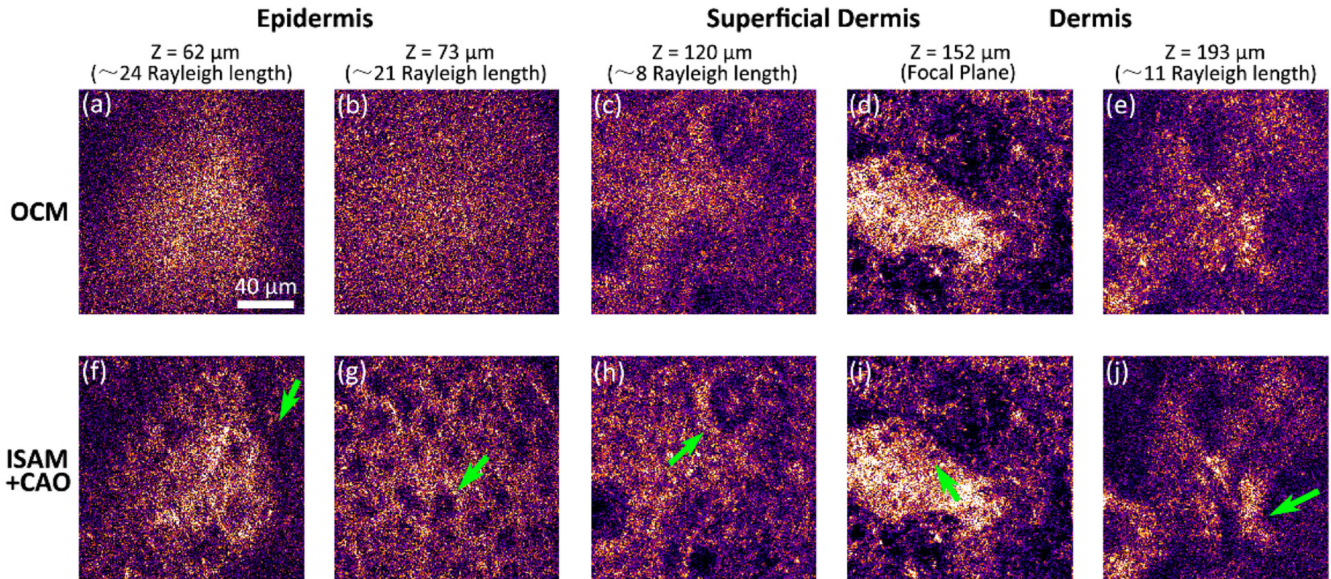 Epidermis
Superficial Dermis
Dermis
Z = 62 µm
(~24 Rayleigh length)
Z = 73 µm
(~21 Rayleigh length)
Z = 120 µm
(~8 Rayleigh length)
Z = 152 µm
(Focal Plane)
Z = 193 µm
(~11 Rayleigh length)
OCM
(a)
(b)
(c)
(d)
(e)
40 µm
ISAM
+CAO
(f)
(g)
(h)
(i)
(j)